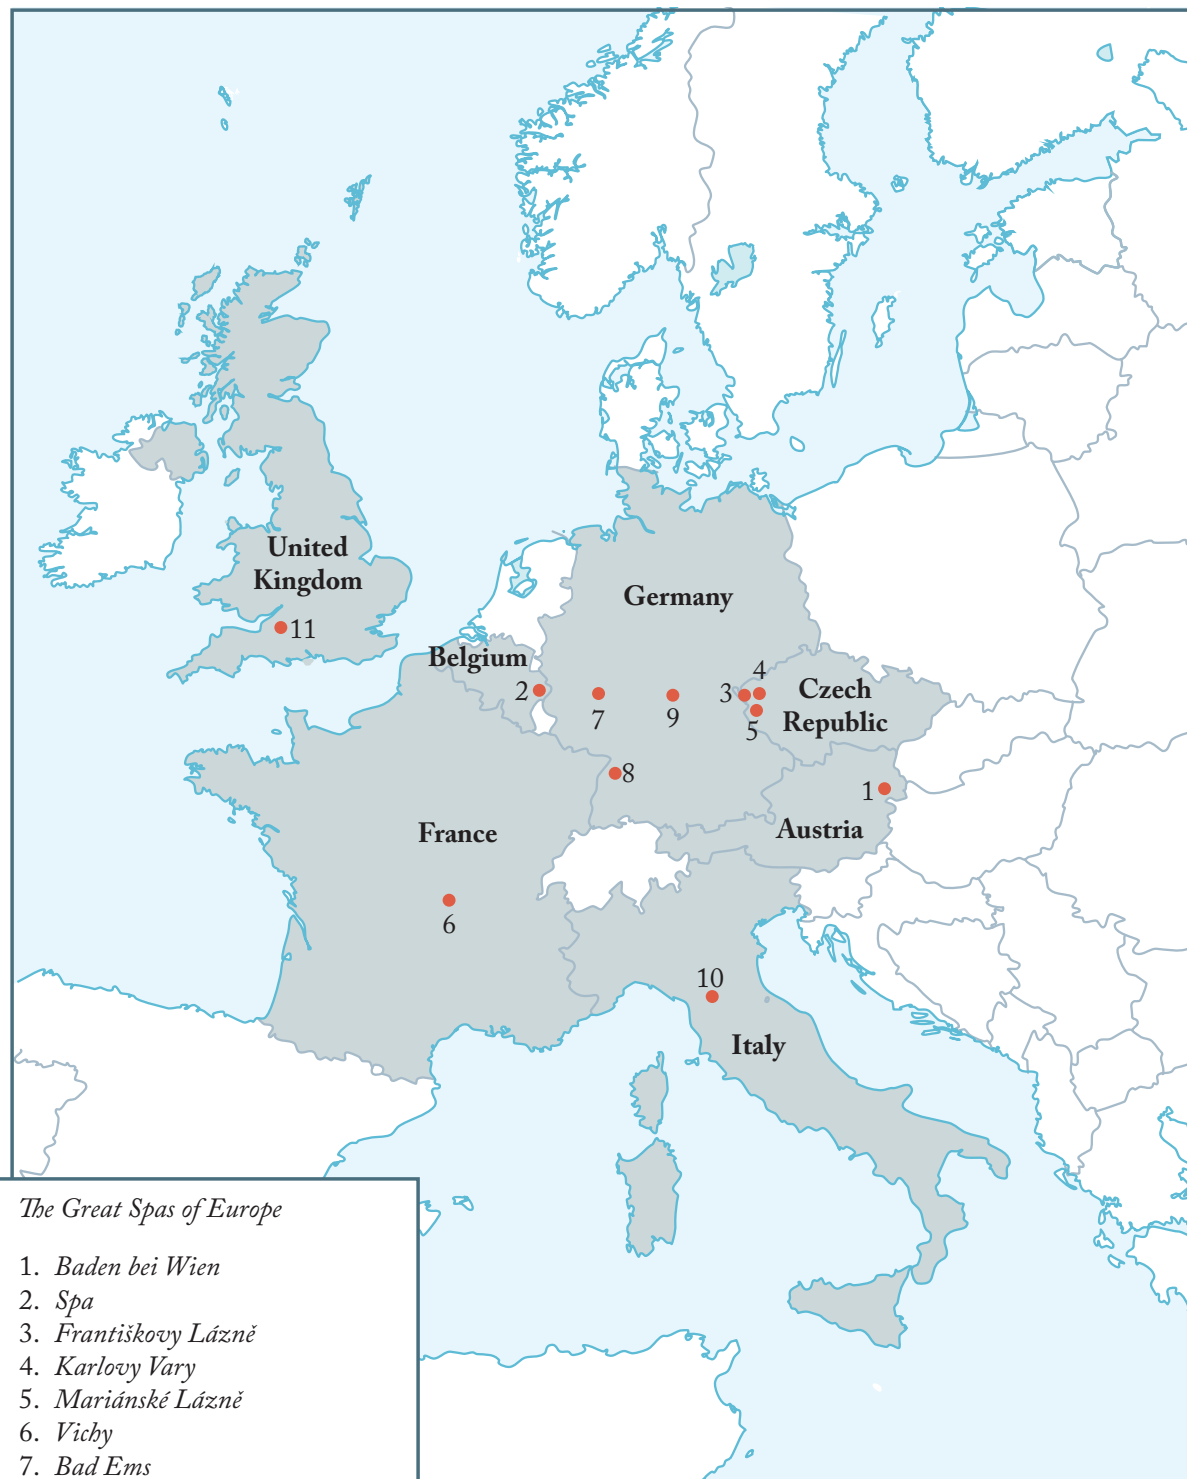 United
Kingdom
11
Germany
Belgium
2
4
3
Czech
Republic
5
7
9
8
1
Austria
France
6
10
Italy
The Great Spas of Europe
1. Baden bei Wien
2. Spa
3. Františkovy Lázně
4. Karlovy Vary
5. Mariánské Lázně
6. Vichy
7. Bad Ems